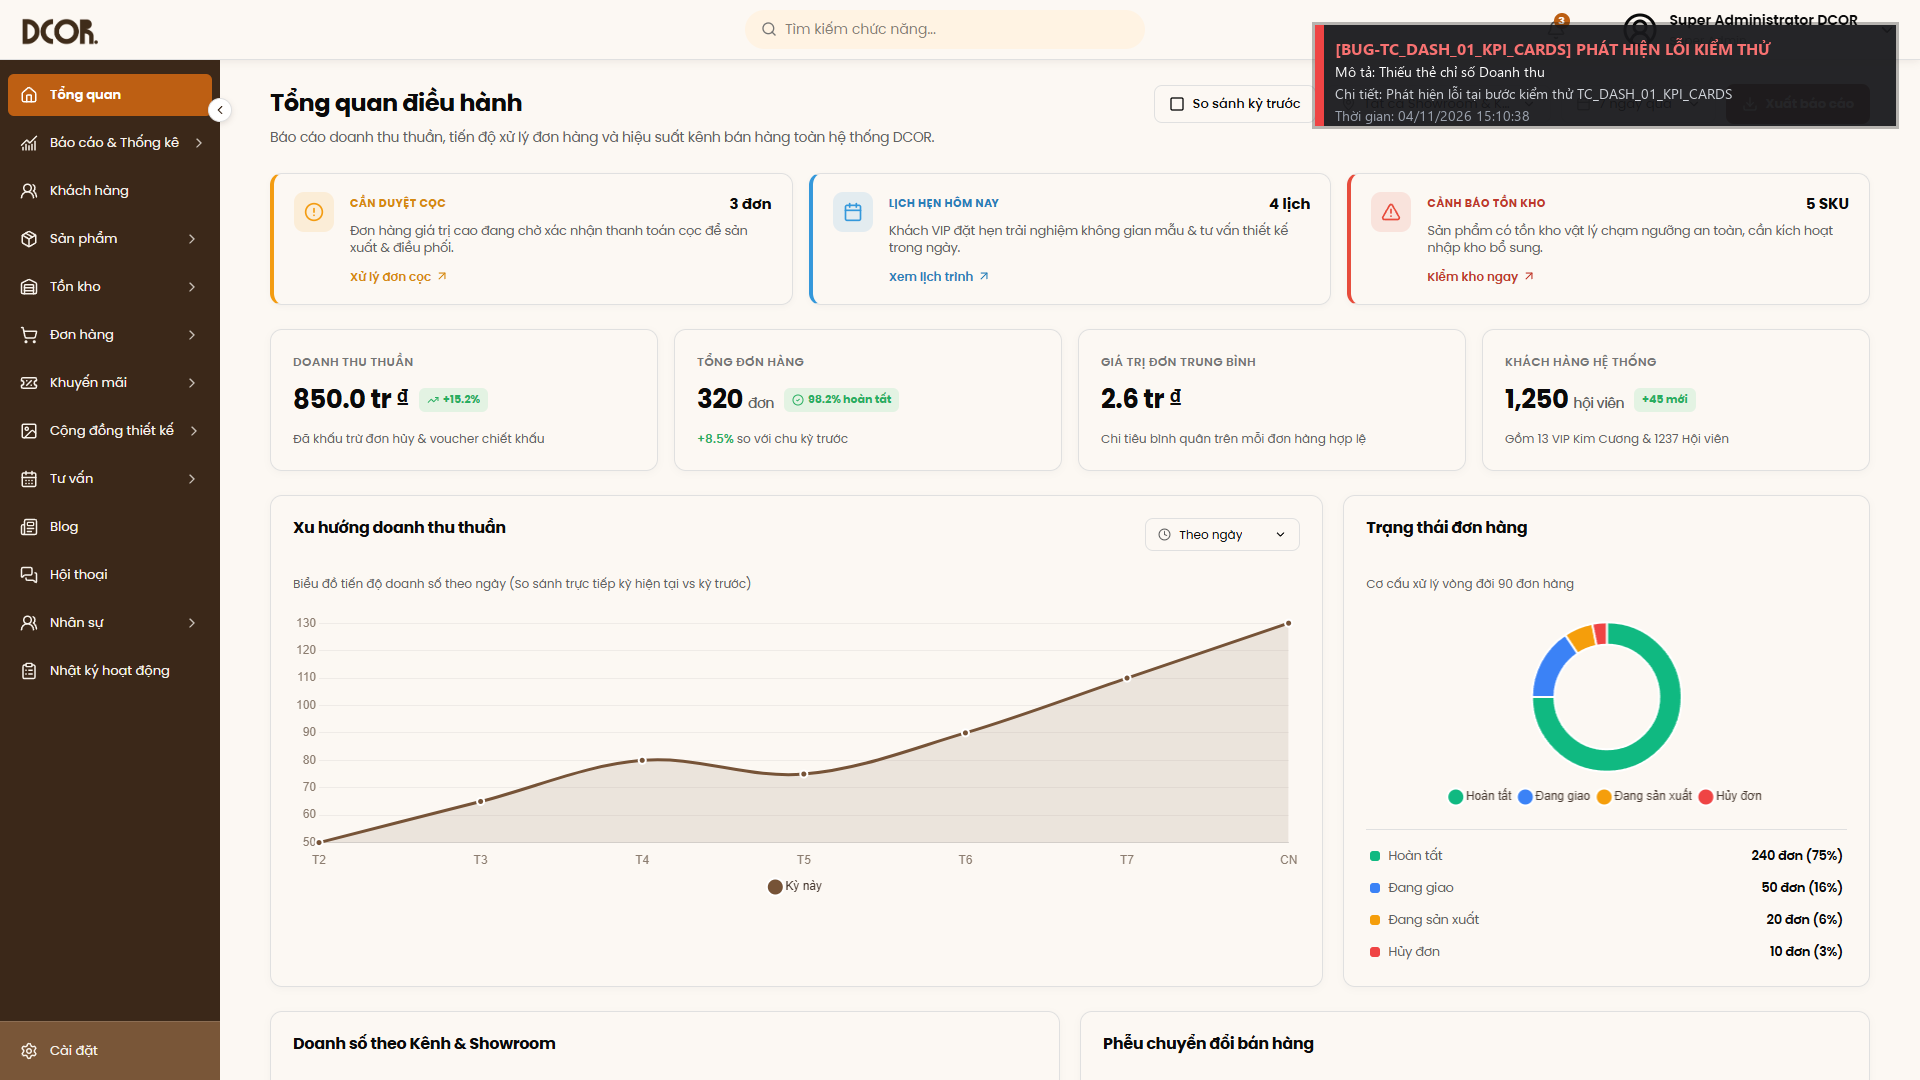 DCOR.
Tìm kiếm chức năng...
3
Super Administrator DCOR
[BUG-TC_DASH_01_KPI_CARDS] PHÁT HIỆN LỖI KIỂM THỬ
Mô tả: Thiếu thẻ chỉ số Doanh thu
Chi tiết: Phát hiện lỗi tại bước kiểm thử TC_DASH_01_KPI_CARDS
Thời gian: 04/11/2026 15:10:38
Tổng quan
Báo cáo & Thống kê
Khách hàng
Sản phẩm
Tồn kho
Đơn hàng
Khuyến mãi
Cộng đồng thiết kế
Tư vấn
Blog
Hội thoại
Nhân sự
Nhật ký hoạt động
Cài đặt
Tổng quan điều hành
Báo cáo doanh thu thuần, tiến độ xử lý đơn hàng và hiệu suất kênh bán hàng toàn hệ thống DCOR.
So sánh kỳ trước
Xuất báo cáo
CẦN DUYỆT CỌC
3 đơn
Đơn hàng giá trị cao đang chờ xác nhận thanh toán cọc để sản
xuất & điều phối.
Xử lý đơn cọc
LỊCH HẸN HÔM NAY
4 lịch
Khách VIP đặt hẹn trải nghiệm không gian mẫu & tư vấn thiết kế
trong ngày.
Xem lịch trình
CẢNH BÁO TỒN KHO
5 SKU
Sản phẩm có tồn kho vật lý chạm ngưỡng an toàn, cần kích hoạt
nhập kho bổ sung.
Kiểm kho ngay
DOANH THU THUẦN
850.0 tr ₫
+15.2%
Đã khấu trừ đơn hủy & voucher chiết khấu
TỔNG ĐƠN HÀNG
320 đơn
98.2% hoàn tất
+8.5% so với chu kỳ trước
GIÁ TRỊ ĐƠN TRUNG BÌNH
2.6 tr ₫
Chi tiêu bình quân trên mỗi đơn hàng hợp lệ
KHÁCH HÀNG HỆ THỐNG
1,250 hội viên
+45 mới
Gồm 13 VIP Kim Cương & 1237 Hội viên
Xu hướng doanh thu thuần
Theo ngày
Biểu đồ tiến độ doanh số theo ngày (So sánh trực tiếp kỳ hiện tại vs kỳ trước)
130
120
110
100
90
80
70
60
50
T2 T3 T4 T5 T6 T7 CN
Kỳ này
Trạng thái đơn hàng
Cơ cấu xử lý vòng đời 90 đơn hàng
Hoàn tất Đang giao Đang sản xuất Hủy đơn
Hoàn tất 240 đơn (75%)
Đang giao 50 đơn (16%)
Đang sản xuất 20 đơn (6%)
Hủy đơn 10 đơn (3%)
Doanh số theo Kênh & Showroom
Phễu chuyển đổi bán hàng